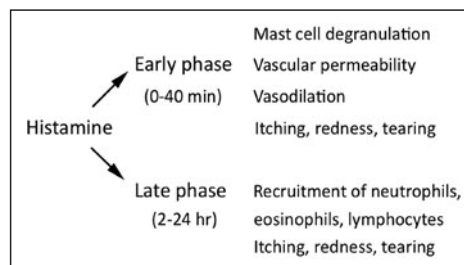 Mast cell degranulation
Early phase
Vascular permeability
(0-40 min)
Vasodilation
Histamine
Itching, redness, tearing
Late phase
Recruitment of neutrophils,
(2-24 hr)
eosinophils, lymphocytes
Itching, redness, tearing